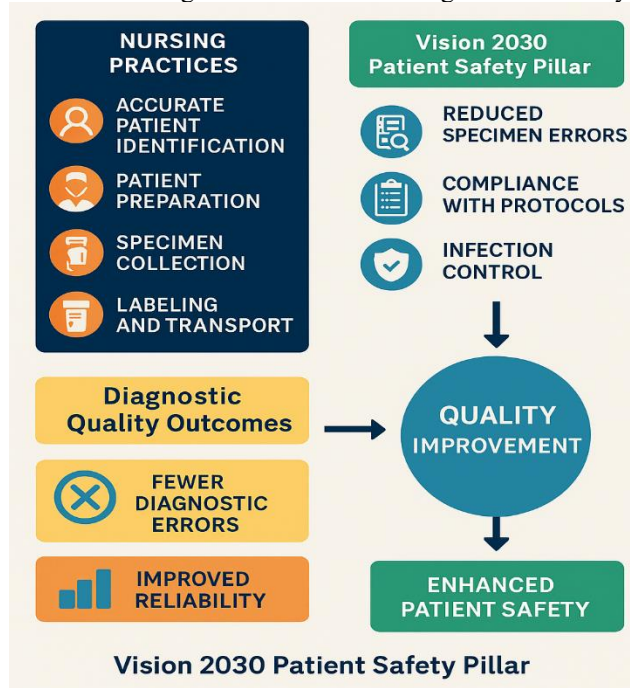 NURSING
PRACTICES
ACCURATE
PATIENT
IDENTIFICATION
PATIENT
PREPARATION
SPECIMEN
COLLECTION
LABELING
AND TRANSPORT
Vision 2030
Patient Safety Pillar
REDUCED
SPECIMEN ERRORS
COMPLIANCE
WITH PROTOCOLS
INFECTION
CONTROL
Diagnostic
Quality Outcomes
FEWER
DIAGNOSTIC
ERRORS
IMPROVED
RELIABILITY
QUALITY
IMPROVEMENT
ENHANCED
PATIENT SAFETY
Vision 2030 Patient Safety Pillar